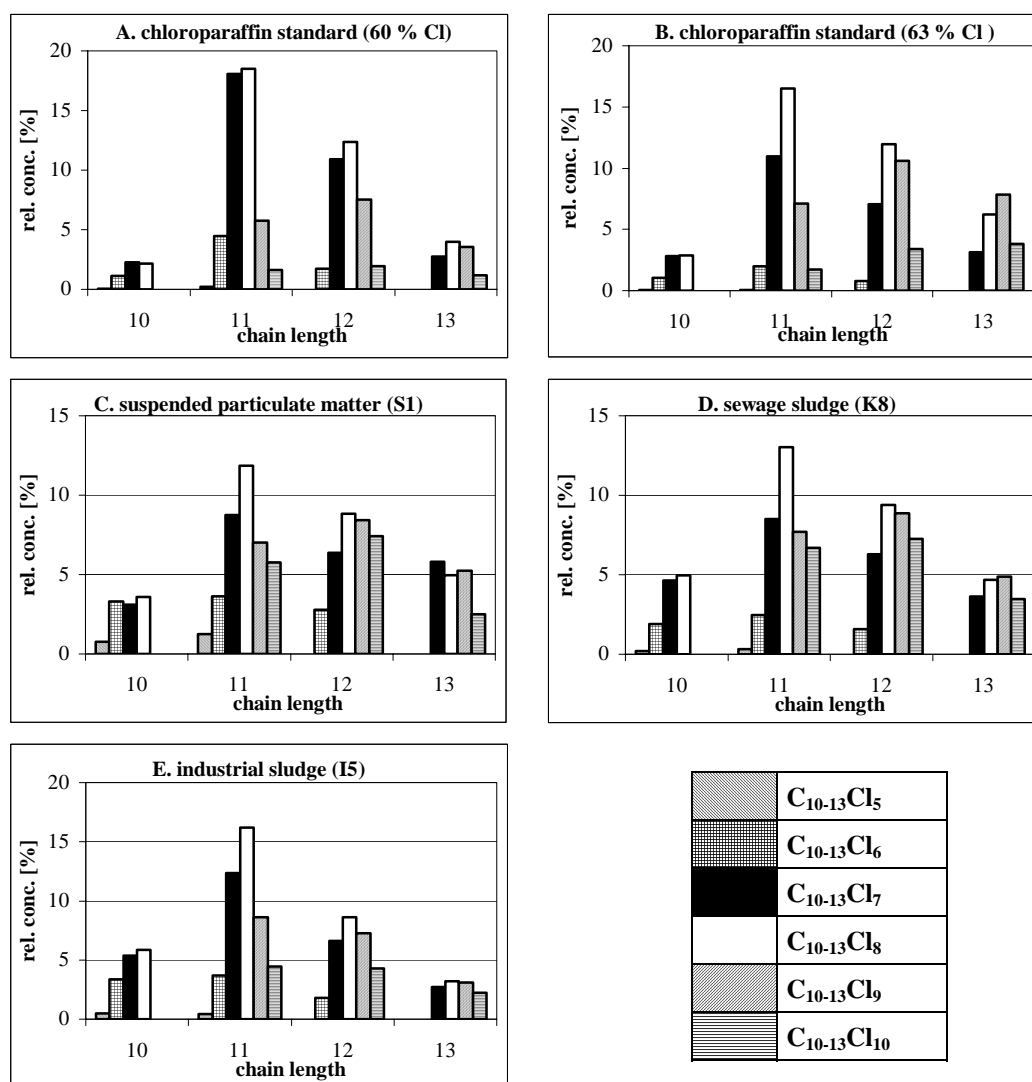 A. chloroparaffin standard (60 % Cl)
rel. conc. [%]
20
15
10
5
0
10 11 12 13
chain length
B. chloroparaffin standard (63 % Cl )
rel. conc. [%]
20
15
10
5
0
10 11 12 13
chain length
C. suspended particulate matter (S1)
rel. conc. [%]
15
10
5
0
10 11 12 13
chain length
D. sewage sludge (K8)
rel. conc. [%]
15
10
5
0
10 11 12 13
chain length
E. industrial sludge (I5)
rel. conc. [%]
20
15
10
5
0
10 11 12 13
chain length
C₁₀₋₁₃Cl₅
C₁₀₋₁₃Cl₆
C₁₀₋₁₃Cl₇
C₁₀₋₁₃Cl₈
C₁₀₋₁₃Cl₉
C₁₀₋₁₃Cl₁₀